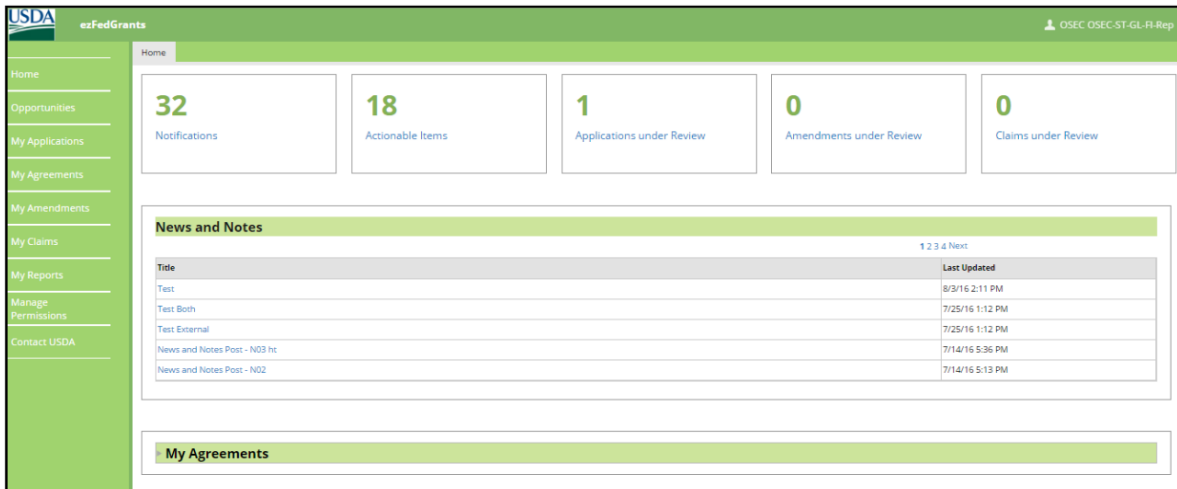 USDA
ezFedGrants
OSEC OSEC-ST-GL-FI-Rep
Home
Home
Opportunities
My Applications
My Agreements
My Amendments
My Claims
My Reports
Manage
Permissions
Contact USDA
32
Notifications
18
Actionable Items
1
Applications under Review
0
Amendments under Review
0
Claims under Review
News and Notes
1 2 3 4 Next
Title Last Updated
Test 8/3/16 2:11 PM
Test Both 7/25/16 1:12 PM
Test External 7/25/16 1:12 PM
News and Notes Post - N03 ht 7/14/16 5:36 PM
News and Notes Post - N02 7/14/16 5:13 PM
My Agreements